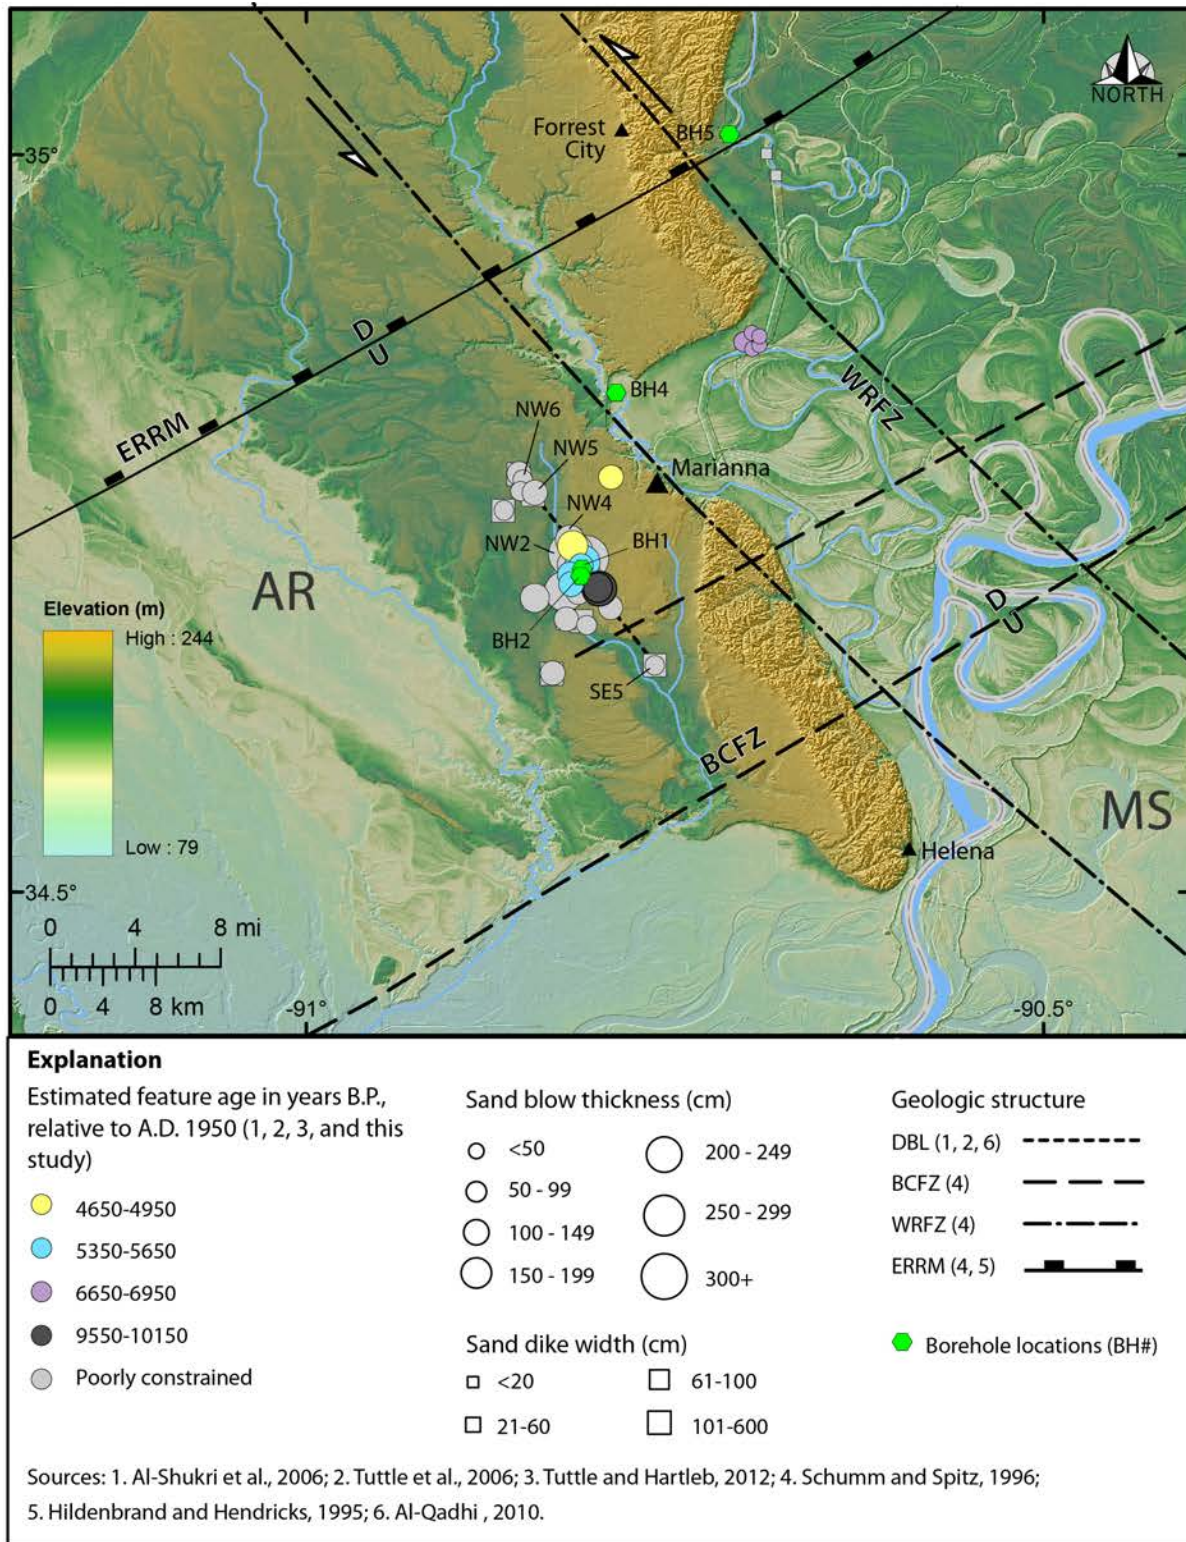 NORTH
Forrest
City
BH5
35°
D
U
ERRM
WRFZ
BH4
NW6
NW5
Marianna
NW4
NW2
BH1
AR
BH2
SE5
D
U
BCFZ
MS
Helena
Elevation (m)
High : 244
Low : 79
34.5°
0 4 8 mi
0 4 8 km
-91°
-90.5°
Explanation
Estimated feature age in years B.P.,
relative to A.D. 1950 (1, 2, 3, and this
study)
4650-4950
5350-5650
6650-6950
9550-10150
Poorly constrained
Sand blow thickness (cm)
<50
50 - 99
100 - 149
150 - 199
200 - 249
250 - 299
300+
Sand dike width (cm)
<20
21-60
61-100
101-600
Geologic structure
DBL (1, 2, 6)
BCFZ (4)
WRFZ (4)
ERRM (4, 5)
Borehole locations (BH#)
Sources: 1. Al-Shukri et al., 2006; 2. Tuttle et al., 2006; 3. Tuttle and Hartleb, 2012; 4. Schumm and Spitz, 1996;
5. Hildenbrand and Hendricks, 1995; 6. Al-Qadhi , 2010.